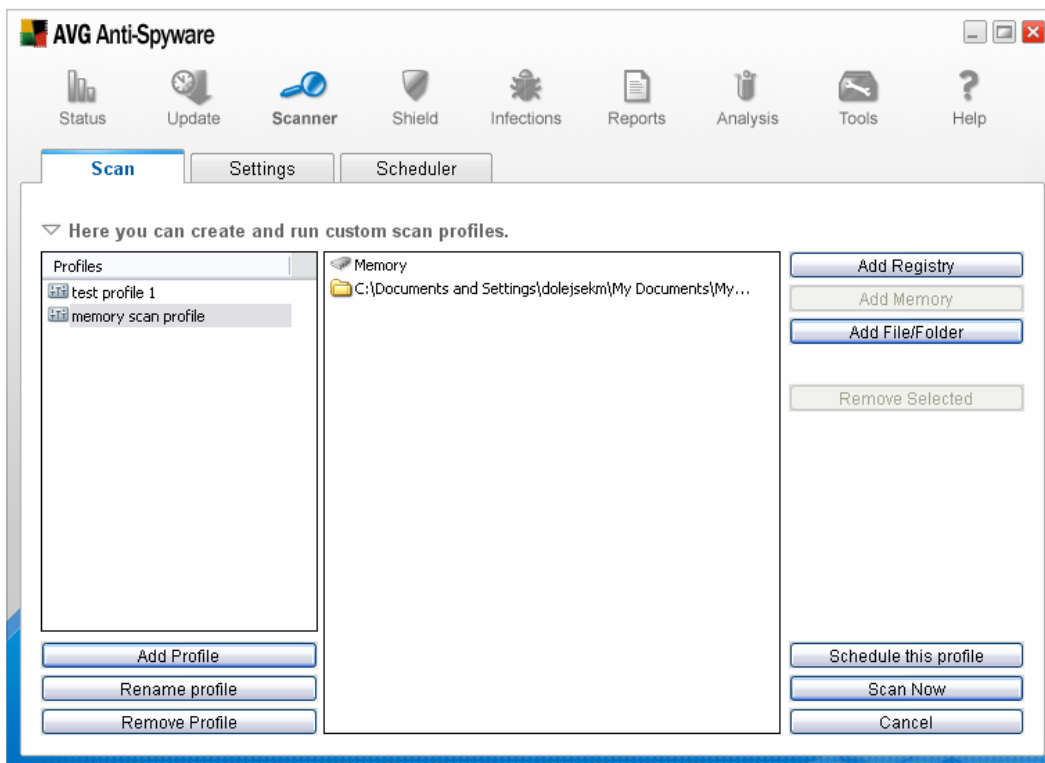 AVG Anti-Spyware
Status Update Scanner Shield Infections Reports Analysis Tools Help
Scan Settings Scheduler
Here you can create and run custom scan profiles.
Profiles
test profile 1
memory scan profile
Memory
C:\Documents and Settings\dolejsekm\My Documents\My...
Add Registry
Add Memory
Add File/Folder
Remove Selected
Add Profile
Rename profile
Remove Profile
Schedule this profile
Scan Now
Cancel